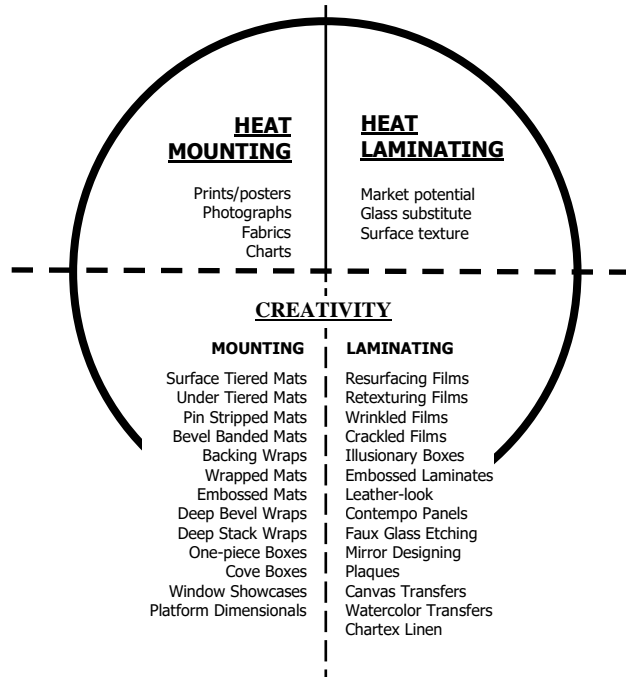 HEAT
MOUNTING
Prints/posters
Photographs
Fabrics
Charts
HEAT
LAMINATING
Market potential
Glass substitute
Surface texture
CREATIVITY
MOUNTING
Surface Tiered Mats
Under Tiered Mats
Pin Stripped Mats
Bevel Banded Mats
Backing Wraps
Wrapped Mats
Embossed Mats
Deep Bevel Wraps
Deep Stack Wraps
One-piece Boxes
Cove Boxes
Window Showcases
Platform Dimensionals
LAMINATING
Resurfacing Films
Retexturing Films
Wrinkled Films
Crackled Films
Illusionary Boxes
Embossed Laminates
Leather-look
Contempo Panels
Faux Glass Etching
Mirror Designing
Plaques
Canvas Transfers
Watercolor Transfers
Chartex Linen